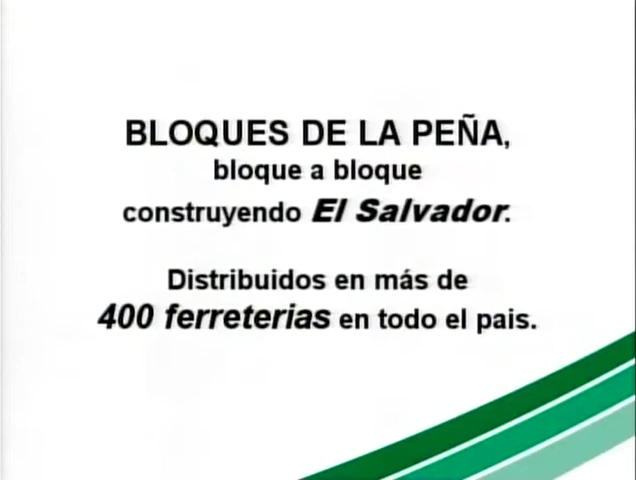 BLOQUES DE LA PEÑA,
bloque a bloque
construyendo El Salvador.
Distribuidos en más de
400 ferreterias en todo el pais.